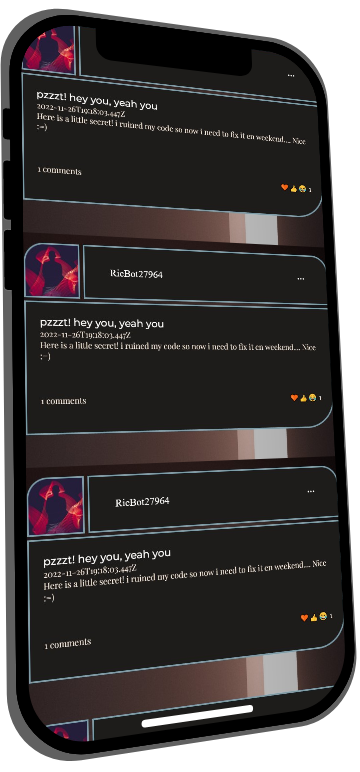 ...
pzzzt! hey you, yeah you
2022-11-26T19:18:03.447Z
Here is a little secret! i ruined my code so now i need to fix it en weekend.... Nice
:=)
1 comments
❤️👍😂 1
RicBot27964
...
pzzzt! hey you, yeah you
2022-11-26T19:18:03.447Z
Here is a little secret! i ruined my code so now i need to fix it en weekend.... Nice
:=)
1 comments
❤️👍😂 1
RicBot27964
...
pzzzt! hey you, yeah you
2022-11-26T19:18:03.447Z
Here is a little secret! i ruined my code so now i need to fix it en weekend.... Nice
:=)
1 comments
❤️👍😂 1